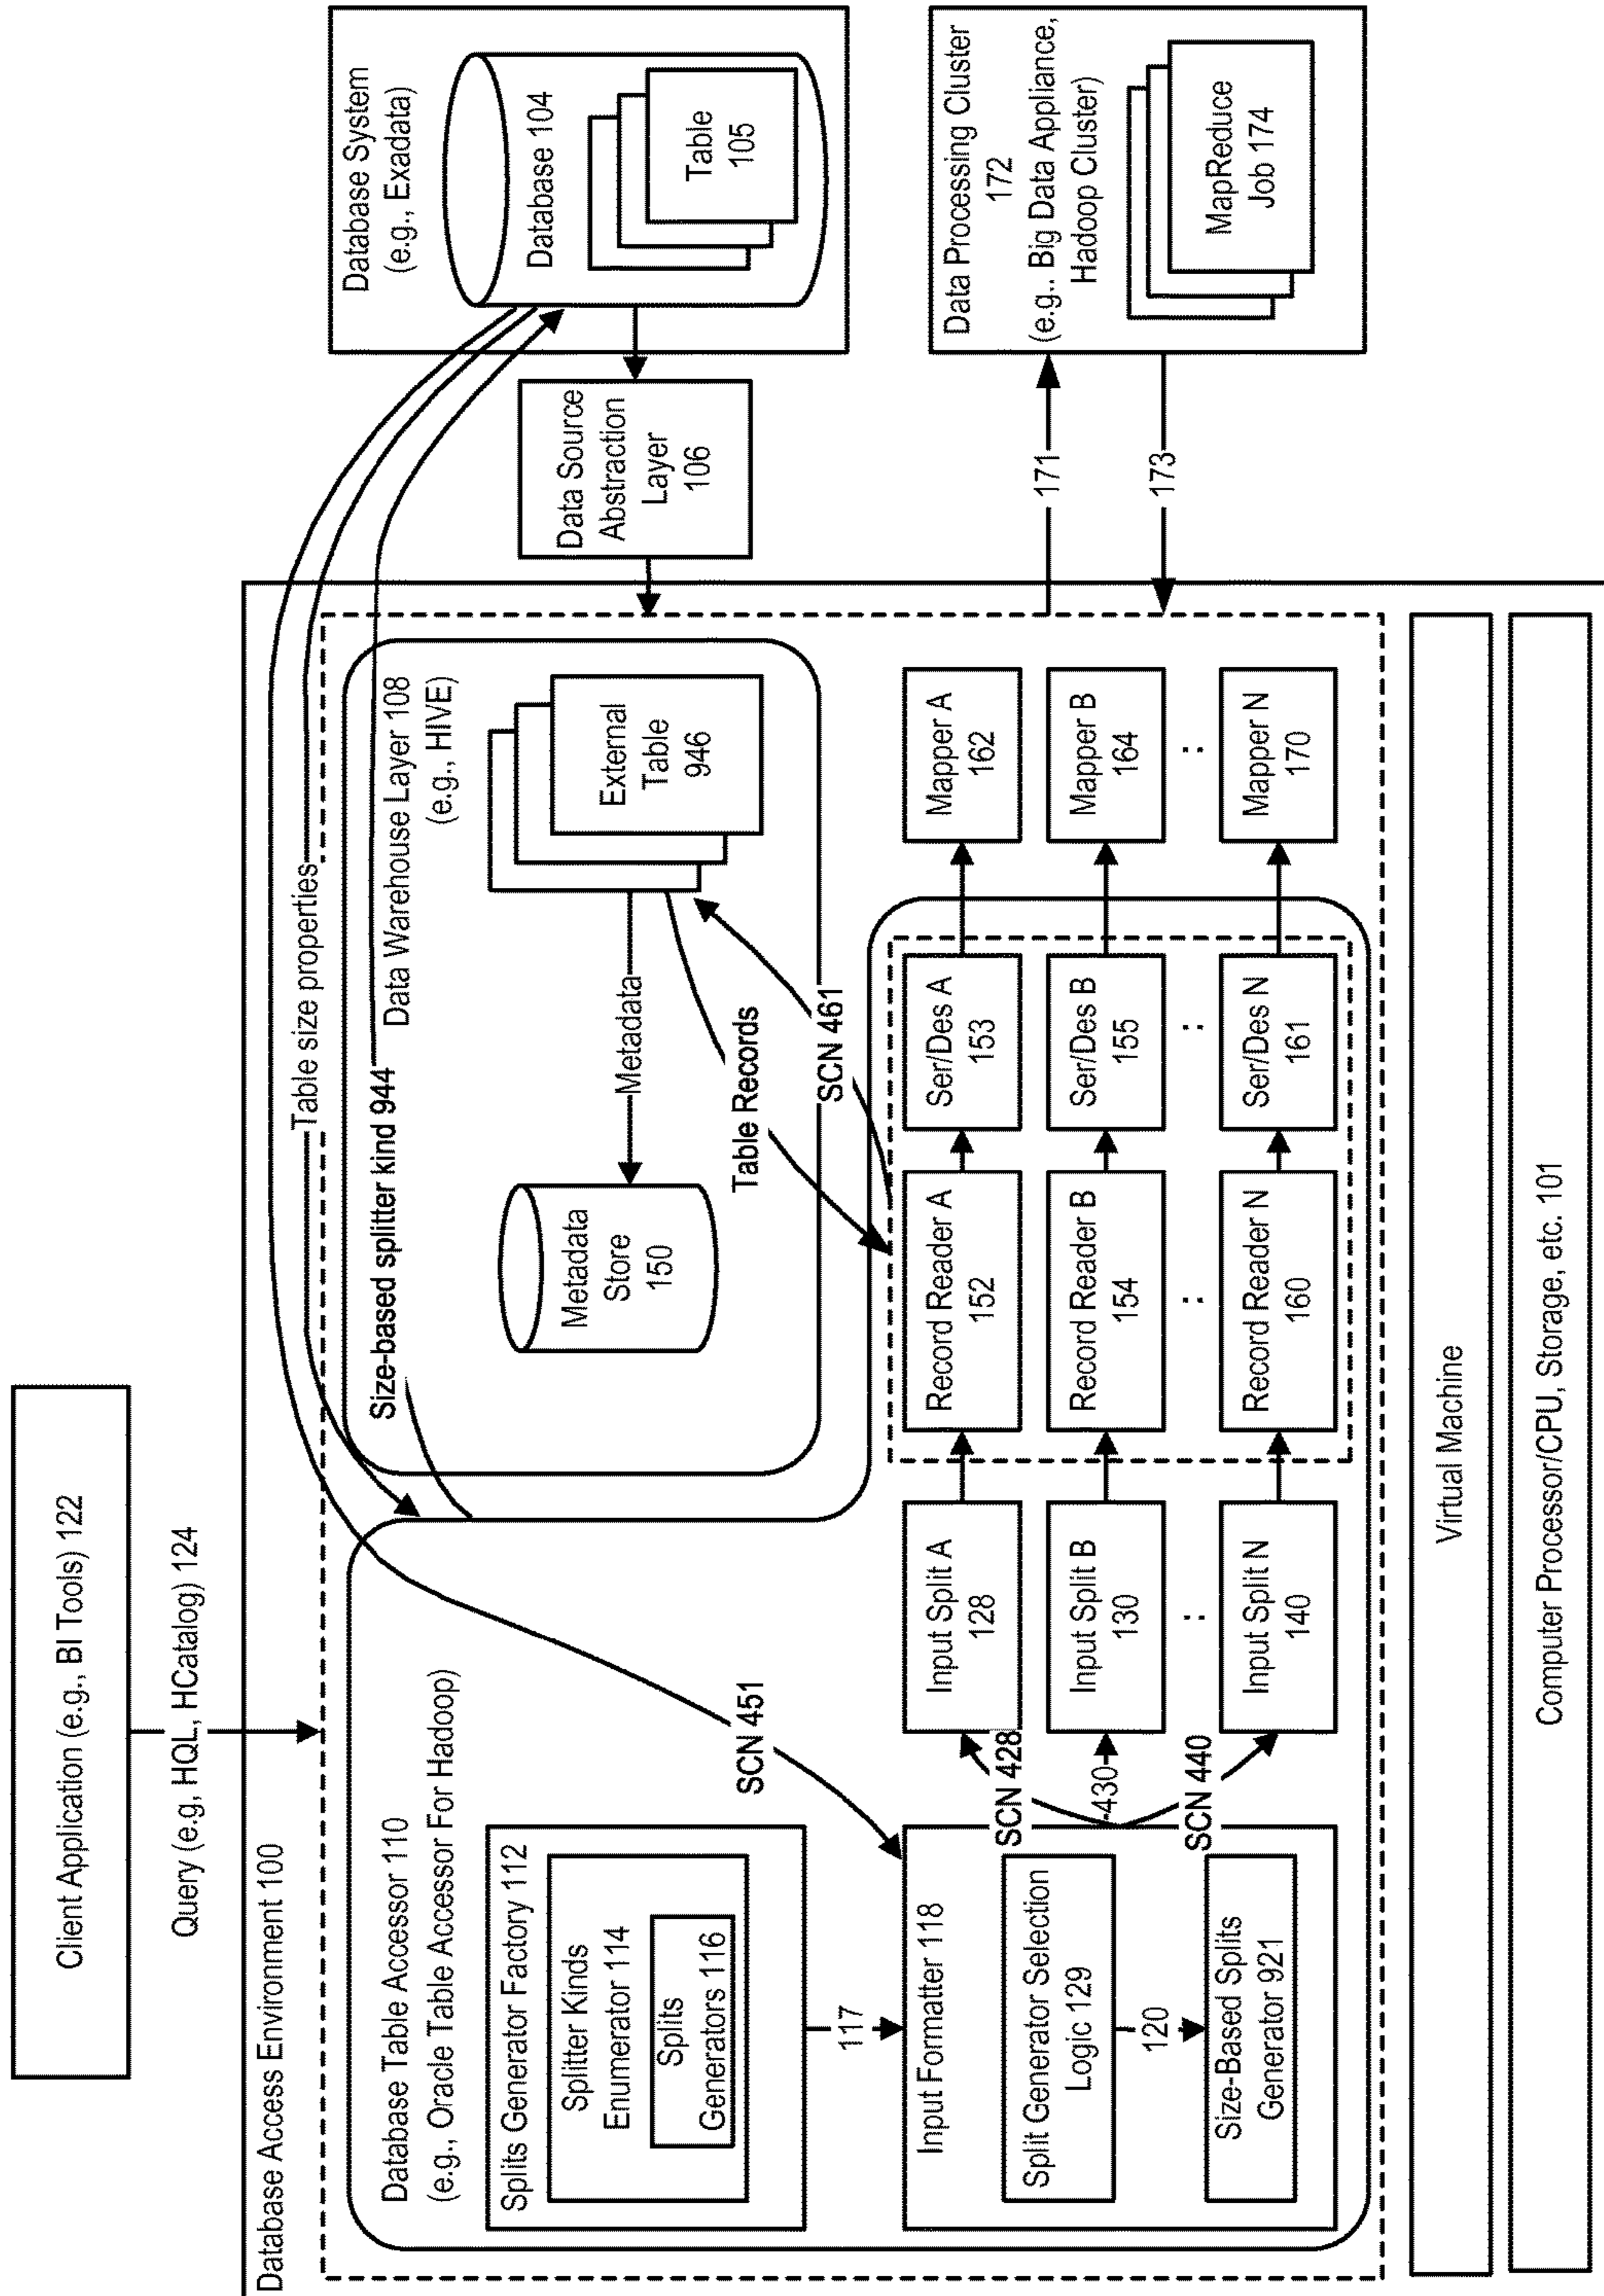 Client Application (e.g., BI Tools) 122
Query (e.g, HQL, HCatalog) 124
Database Access Environment 100
Database Table Accessor 110
(e.g., Oracle Table Accessor For Hadoop)
Splits Generator Factory 112
Splitter Kinds
Enumerator 114
Splits
Generators 116
117
Input Formatter 118
Split Generator Selection
Logic 129
120
Size-Based Splits
Generator 921
SCN 451
SCN 428
430
SCN 440
Input Split A
128
Input Split B
130
:
Input Split N
140
Table size properties
Size-based splitter kind 944
Data Warehouse Layer 108
(e.g., HIVE)
Metadata
Store
150
Metadata
External
Table
946
Table Records
SCN 461
Record Reader A
152
Record Reader B
154
:
Record Reader N
160
Ser/Des A
153
Ser/Des B
155
:
Ser/Des N
161
Mapper A
162
Mapper B
164
:
Mapper N
170
Database System
(e.g., Exadata)
Database 104
Table
105
Data Source
Abstraction
Layer
106
171
173
Data Processing Cluster
172
(e.g.. Big Data Appliance,
Hadoop Cluster)
MapReduce
Job 174
Virtual Machine
Computer Processor/CPU, Storage, etc. 101